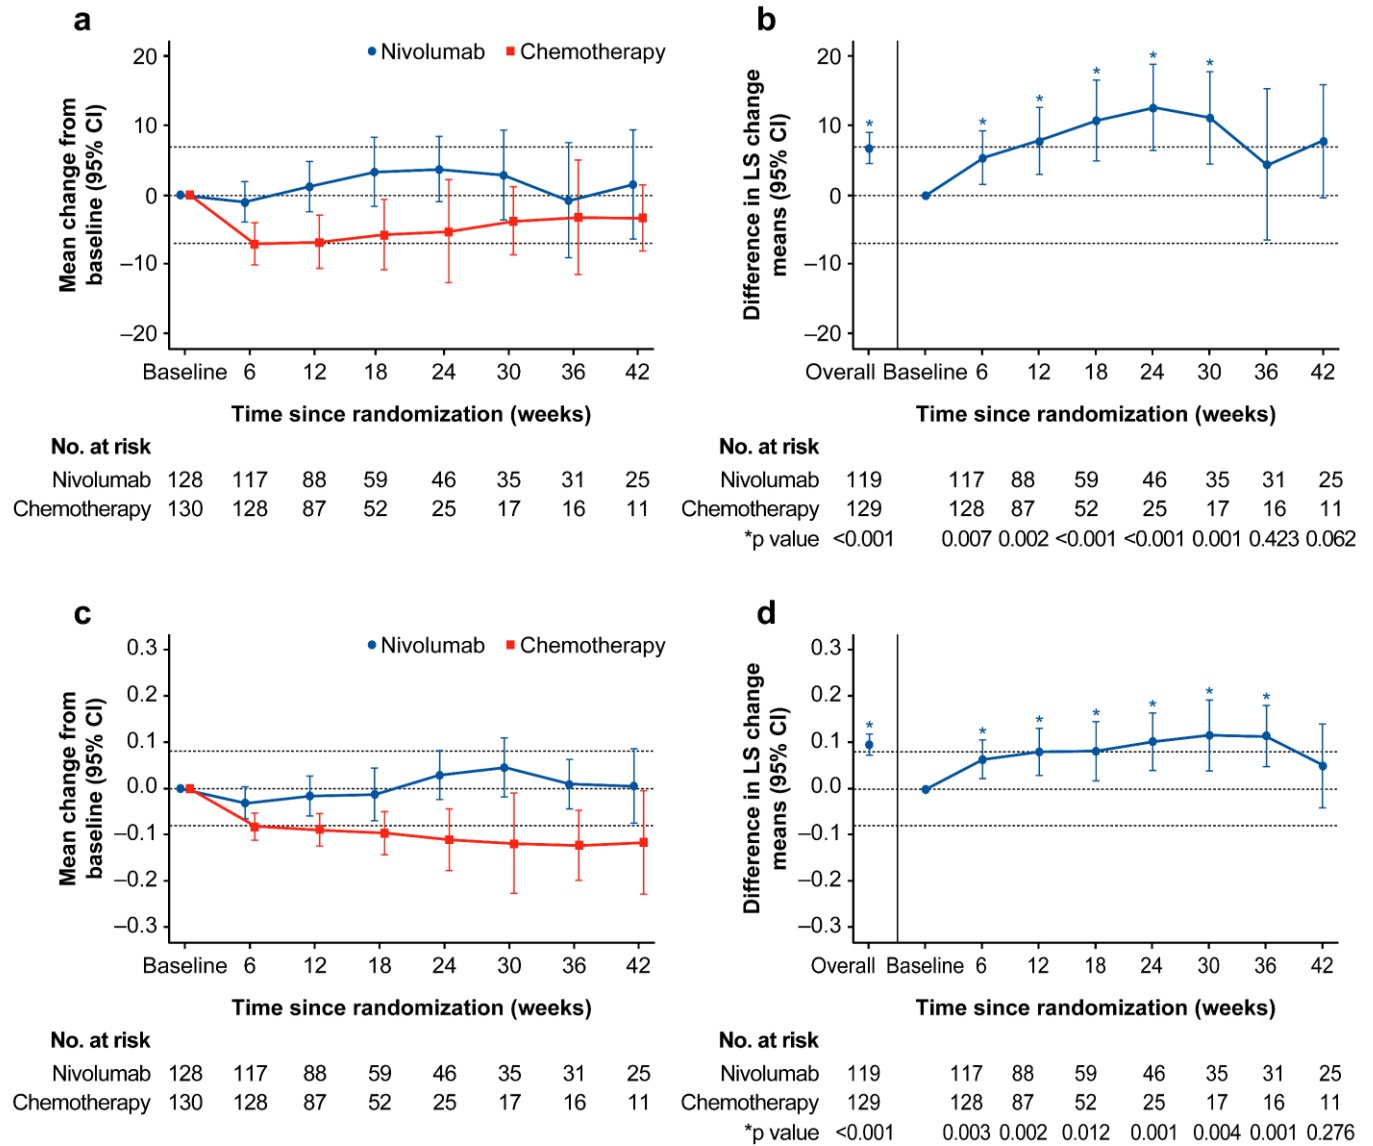 a
Nivolumab Chemotherapy
Mean change from
baseline (95% CI)
20
10
0
–10
–20
Baseline 6 12 18 24 30 36 42
Time since randomization (weeks)
No. at risk
Nivolumab 128 117 88 59 46 35 31 25
Chemotherapy 130 128 87 52 25 17 16 11
b
Difference in LS change
means (95% CI)
20
10
0
–10
–20
* * * * * *
Overall Baseline 6 12 18 24 30 36 42
Time since randomization (weeks)
No. at risk
Nivolumab 119 117 88 59 46 35 31 25
Chemotherapy 129 128 87 52 25 17 16 11
*p value <0.001 0.007 0.002 <0.001 <0.001 0.001 0.423 0.062
c
Nivolumab Chemotherapy
Mean change from
baseline (95% CI)
0.3
0.2
0.1
0.0
–0.1
–0.2
–0.3
Baseline 6 12 18 24 30 36 42
Time since randomization (weeks)
No. at risk
Nivolumab 128 117 88 59 46 35 31 25
Chemotherapy 130 128 87 52 25 17 16 11
d
Difference in LS change
means (95% CI)
0.3
0.2
0.1
0.0
–0.1
–0.2
–0.3
* * * * * * *
Overall Baseline 6 12 18 24 30 36 42
Time since randomization (weeks)
No. at risk
Nivolumab 119 117 88 59 46 35 31 25
Chemotherapy 129 128 87 52 25 17 16 11
*p value <0.001 0.003 0.002 0.012 0.001 0.004 0.001 0.276